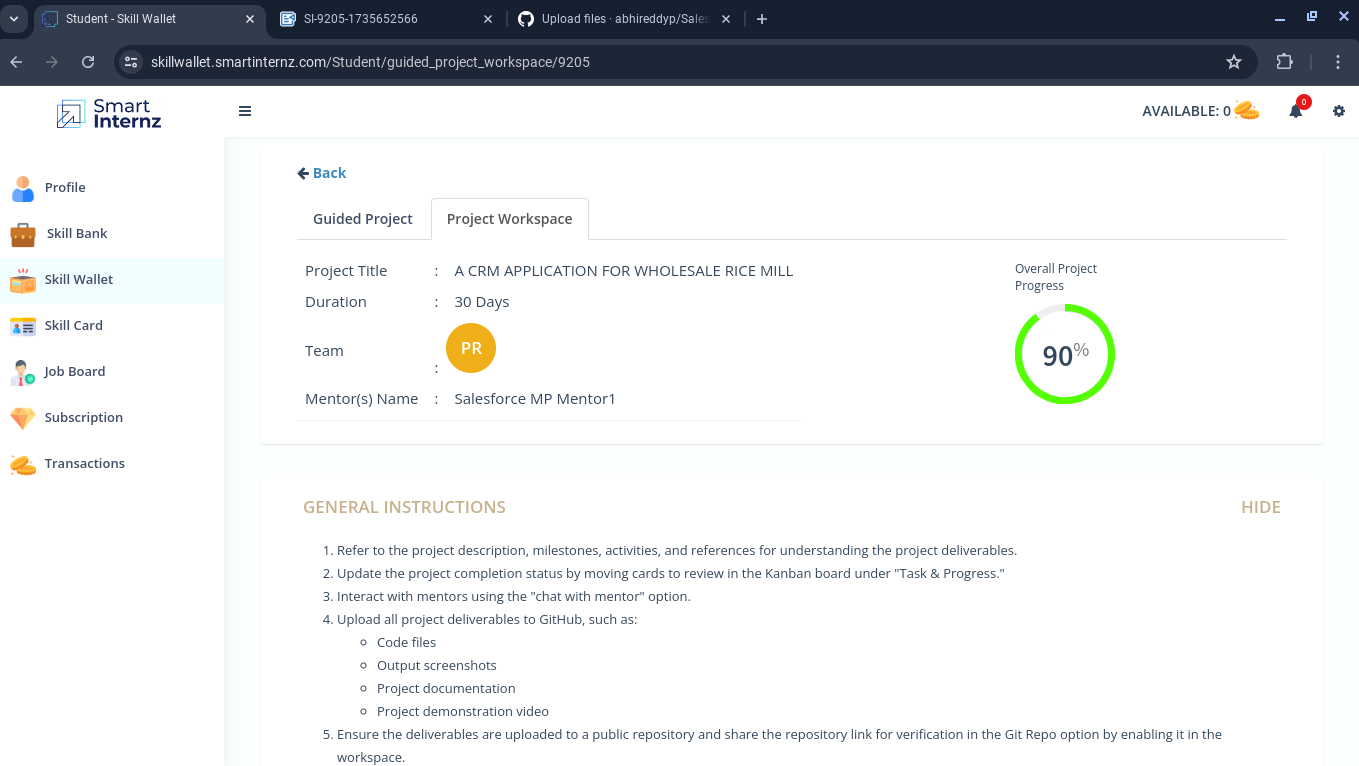 Student - Skill Wallet
SI-9205-1735652566
Upload files · abhireddyp/Sales
skillwallet.smartinternz.com/Student/guided_project_workspace/9205
Smart
Internz
AVAILABLE: 0
0
Profile
Skill Bank
Skill Wallet
Skill Card
Job Board
Subscription
Transactions
Back
Guided Project
Project Workspace
Project Title : A CRM APPLICATION FOR WHOLESALE RICE MILL
Duration : 30 Days
Team : PR
Mentor(s) Name : Salesforce MP Mentor1
Overall Project
Progress
90%
GENERAL INSTRUCTIONS
HIDE
1. Refer to the project description, milestones, activities, and references for understanding the project deliverables.
2. Update the project completion status by moving cards to review in the Kanban board under "Task & Progress."
3. Interact with mentors using the "chat with mentor" option.
4. Upload all project deliverables to GitHub, such as:
Code files
Output screenshots
Project documentation
Project demonstration video
5. Ensure the deliverables are uploaded to a public repository and share the repository link for verification in the Git Repo option by enabling it in the
workspace.